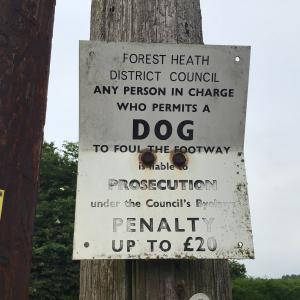 FOREST HEATH
DISTRICT COUNCIL
ANY PERSON IN CHARGE
WHO PERMITS A
DOG
TO FOUL THE FOOTWAY
is liable to
PROSECUTION
under the Council's Byelaws
PENALTY
UP TO £20